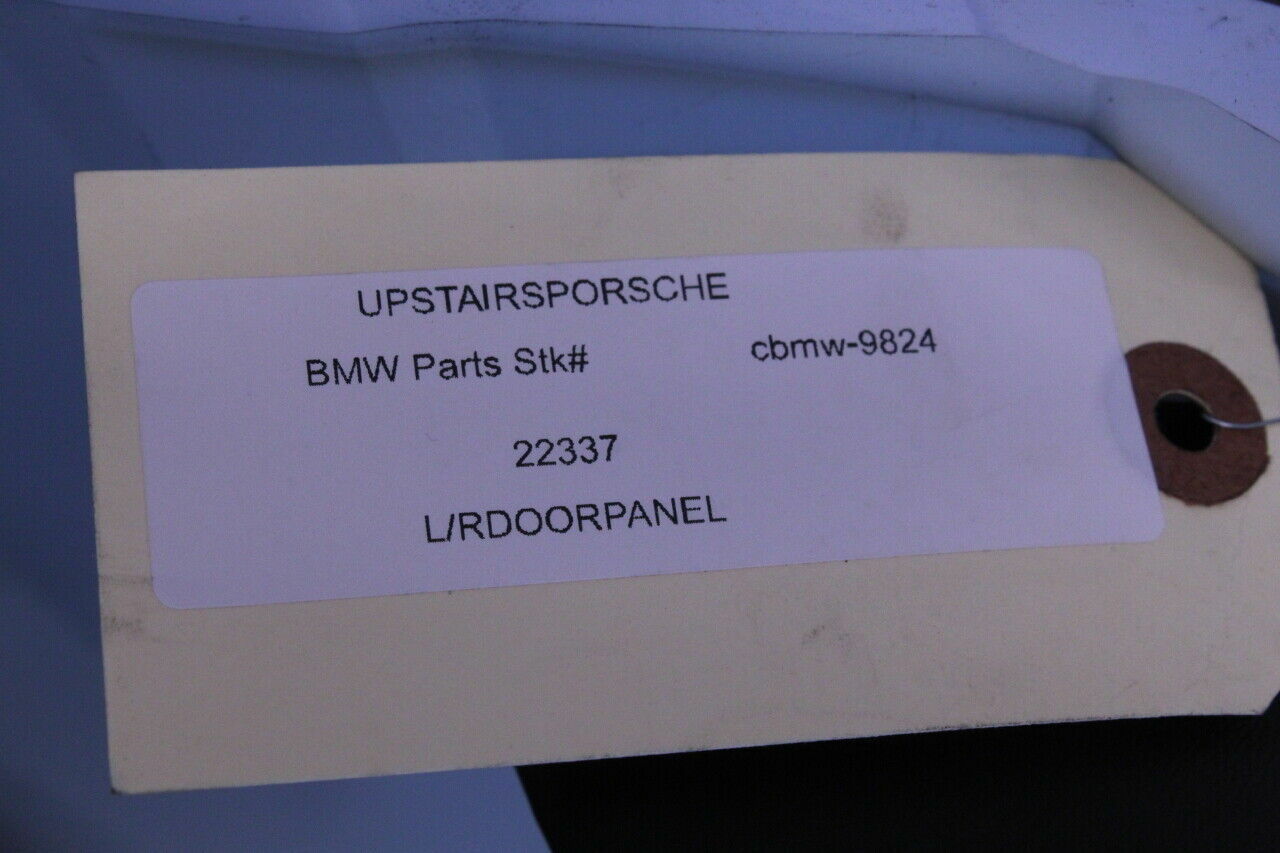 UPSTAIRSPORSCHE
BMW Parts Stk# cbmw-9824
22337
L/RDOORPANEL